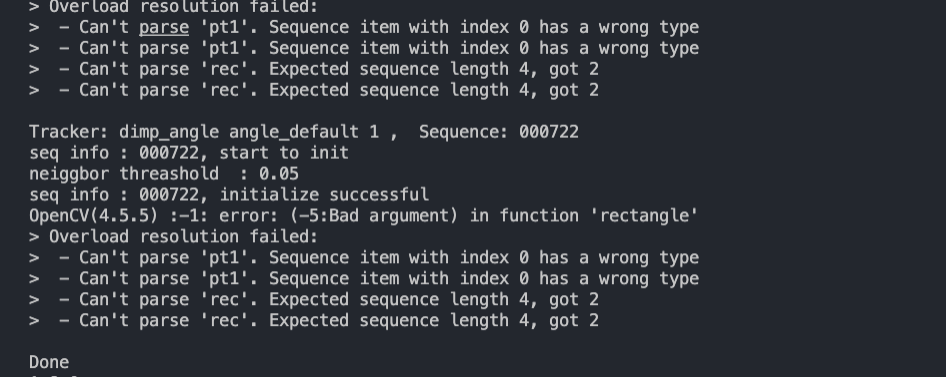 > Overload resolution failed:
>  - Can't parse 'pt1'. Sequence item with index 0 has a wrong type
>  - Can't parse 'pt1'. Sequence item with index 0 has a wrong type
>  - Can't parse 'rec'. Expected sequence length 4, got 2
>  - Can't parse 'rec'. Expected sequence length 4, got 2
Tracker: dimp_angle angle_default 1 ,  Sequence: 000722
seq info : 000722, start to init
neiggbor threashold  : 0.05
seq info : 000722, initialize successful
OpenCV(4.5.5) :-1: error: (-5:Bad argument) in function 'rectangle'
> Overload resolution failed:
>  - Can't parse 'pt1'. Sequence item with index 0 has a wrong type
>  - Can't parse 'pt1'. Sequence item with index 0 has a wrong type
>  - Can't parse 'rec'. Expected sequence length 4, got 2
>  - Can't parse 'rec'. Expected sequence length 4, got 2
Done